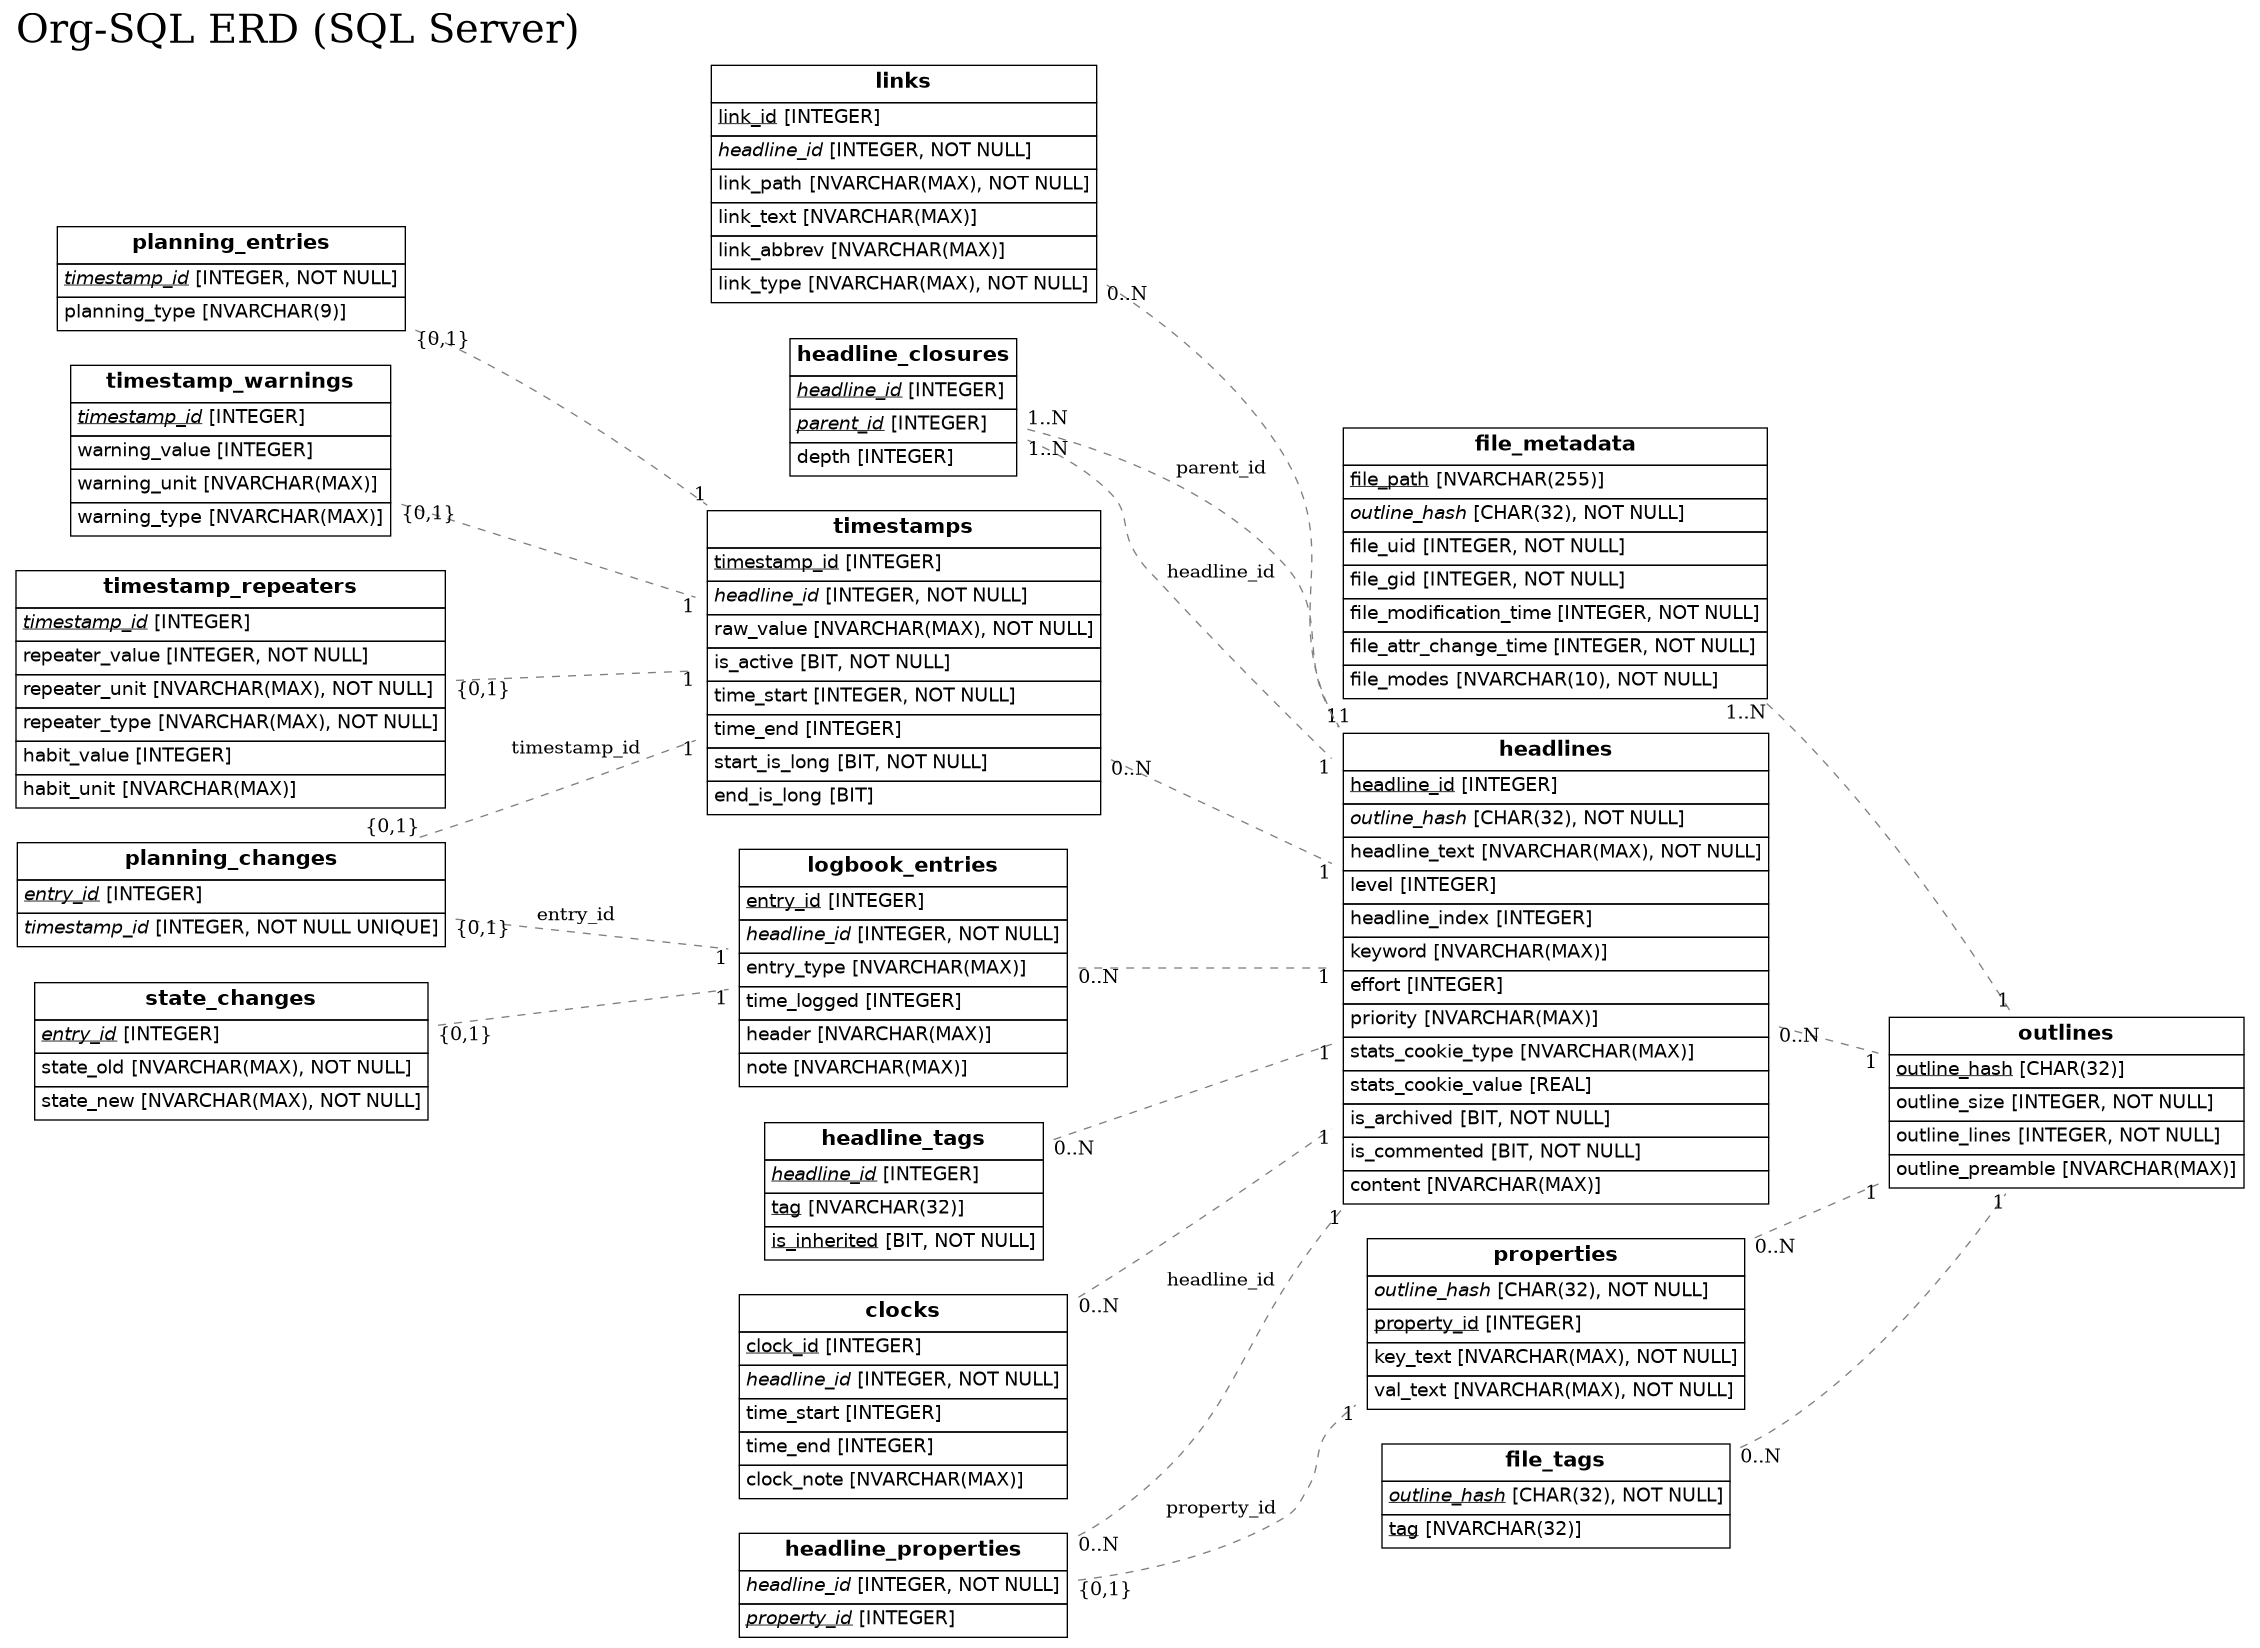 Org-SQL ERD (SQL Server)
links
link_id [INTEGER]
headline_id [INTEGER, NOT NULL]
link_path [NVARCHAR(MAX), NOT NULL]
link_text [NVARCHAR(MAX)]
link_abbrev [NVARCHAR(MAX)]
link_type [NVARCHAR(MAX), NOT NULL]
0..N
planning_entries
timestamp_id [INTEGER, NOT NULL]
planning_type [NVARCHAR(9)]
{0,1}
1
timestamp_warnings
timestamp_id [INTEGER]
warning_value [INTEGER]
warning_unit [NVARCHAR(MAX)]
warning_type [NVARCHAR(MAX)]
{0,1}
1
timestamp_repeaters
timestamp_id [INTEGER]
repeater_value [INTEGER, NOT NULL]
repeater_unit [NVARCHAR(MAX), NOT NULL]
repeater_type [NVARCHAR(MAX), NOT NULL]
habit_value [INTEGER]
habit_unit [NVARCHAR(MAX)]
{0,1}
1
timestamp_id
1
{0,1}
planning_changes
entry_id [INTEGER]
timestamp_id [INTEGER, NOT NULL UNIQUE]
{0,1}
entry_id
1
state_changes
entry_id [INTEGER]
state_old [NVARCHAR(MAX), NOT NULL]
state_new [NVARCHAR(MAX), NOT NULL]
{0,1}
1
headline_closures
headline_id [INTEGER]
parent_id [INTEGER]
depth [INTEGER]
1..N
1..N
parent_id
headline_id
11
1
timestamps
timestamp_id [INTEGER]
headline_id [INTEGER, NOT NULL]
raw_value [NVARCHAR(MAX), NOT NULL]
is_active [BIT, NOT NULL]
time_start [INTEGER, NOT NULL]
time_end [INTEGER]
start_is_long [BIT, NOT NULL]
end_is_long [BIT]
0..N
1
logbook_entries
entry_id [INTEGER]
headline_id [INTEGER, NOT NULL]
entry_type [NVARCHAR(MAX)]
time_logged [INTEGER]
header [NVARCHAR(MAX)]
note [NVARCHAR(MAX)]
0..N
1
headline_tags
headline_id [INTEGER]
tag [NVARCHAR(32)]
is_inherited [BIT, NOT NULL]
0..N
1
clocks
clock_id [INTEGER]
headline_id [INTEGER, NOT NULL]
time_start [INTEGER]
time_end [INTEGER]
clock_note [NVARCHAR(MAX)]
0..N
1
headline_properties
headline_id [INTEGER, NOT NULL]
property_id [INTEGER]
0..N
headline_id
1
{0,1}
property_id
1
file_metadata
file_path [NVARCHAR(255)]
outline_hash [CHAR(32), NOT NULL]
file_uid [INTEGER, NOT NULL]
file_gid [INTEGER, NOT NULL]
file_modification_time [INTEGER, NOT NULL]
file_attr_change_time [INTEGER, NOT NULL]
file_modes [NVARCHAR(10), NOT NULL]
1..N
1
headlines
headline_id [INTEGER]
outline_hash [CHAR(32), NOT NULL]
headline_text [NVARCHAR(MAX), NOT NULL]
level [INTEGER]
headline_index [INTEGER]
keyword [NVARCHAR(MAX)]
effort [INTEGER]
priority [NVARCHAR(MAX)]
stats_cookie_type [NVARCHAR(MAX)]
stats_cookie_value [REAL]
is_archived [BIT, NOT NULL]
is_commented [BIT, NOT NULL]
content [NVARCHAR(MAX)]
0..N
1
properties
outline_hash [CHAR(32), NOT NULL]
property_id [INTEGER]
key_text [NVARCHAR(MAX), NOT NULL]
val_text [NVARCHAR(MAX), NOT NULL]
0..N
1
file_tags
outline_hash [CHAR(32), NOT NULL]
tag [NVARCHAR(32)]
0..N
1
outlines
outline_hash [CHAR(32)]
outline_size [INTEGER, NOT NULL]
outline_lines [INTEGER, NOT NULL]
outline_preamble [NVARCHAR(MAX)]